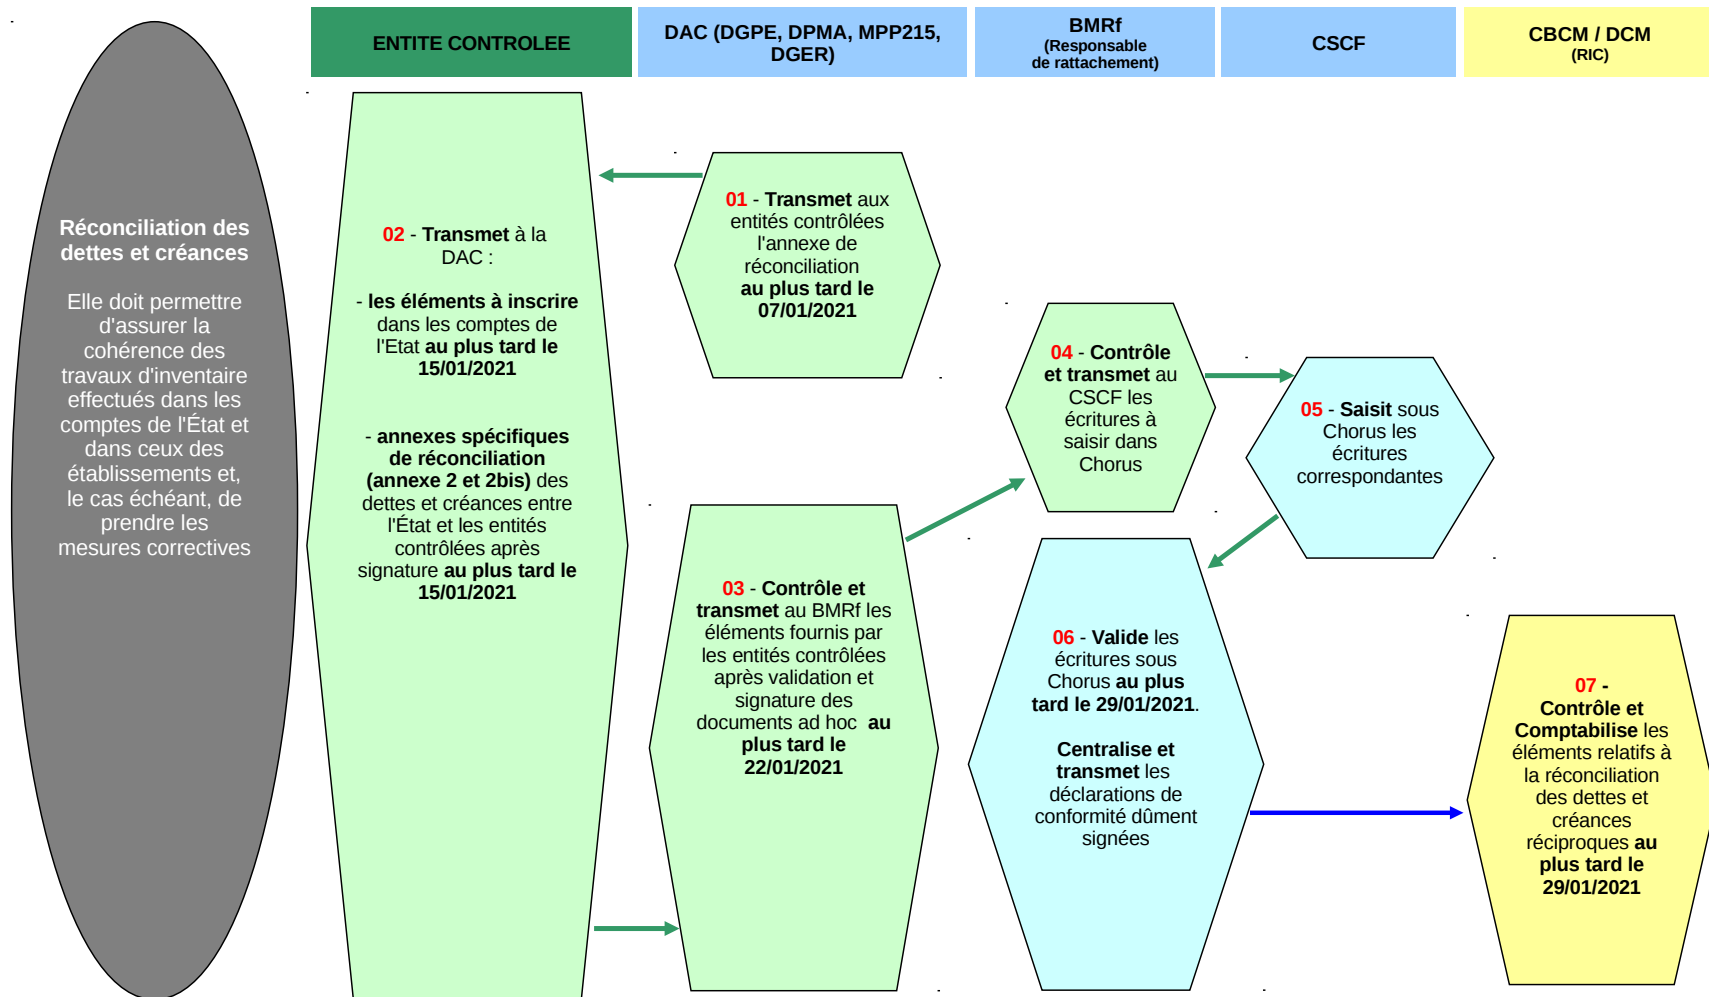 ENTITE CONTROLEE
DAC (DGPE, DPMA, MPP215,
DGER)
BMRf
(Responsable
de rattachement)
CSCF
CBCM / DCM
(RIC)
Réconciliation des
dettes et créances
Elle doit permettre
d'assurer la
cohérence des
travaux d'inventaire
effectués dans les
comptes de l'État et
dans ceux des
établissements et,
le cas échéant, de
prendre les
mesures correctives
02 - Transmet à la
DAC :
- les éléments à inscrire
dans les comptes de
l'Etat au plus tard le
15/01/2021
- annexes spécifiques
de réconciliation
(annexe 2 et 2bis) des
dettes et créances entre
l'État et les entités
contrôlées après
signature au plus tard le
15/01/2021
01 - Transmet aux
entités contrôlées
l'annexe de
réconciliation
au plus tard le
07/01/2021
03 - Contrôle et
transmet au BMRf les
éléments fournis par
les entités contrôlées
après validation et
signature des
documents ad hoc au
plus tard le
22/01/2021
04 - Contrôle
et transmet au
CSCF les
écritures à
saisir dans
Chorus
05 - Saisit sous
Chorus les
écritures
correspondantes
06 - Valide les
écritures sous
Chorus au plus
tard le 29/01/2021.
Centralise et
transmet les
déclarations de
conformité dûment
signées
07 -
Contrôle et
Comptabilise les
éléments relatifs à
la réconciliation
des dettes et
créances
réciproques au
plus tard le
29/01/2021